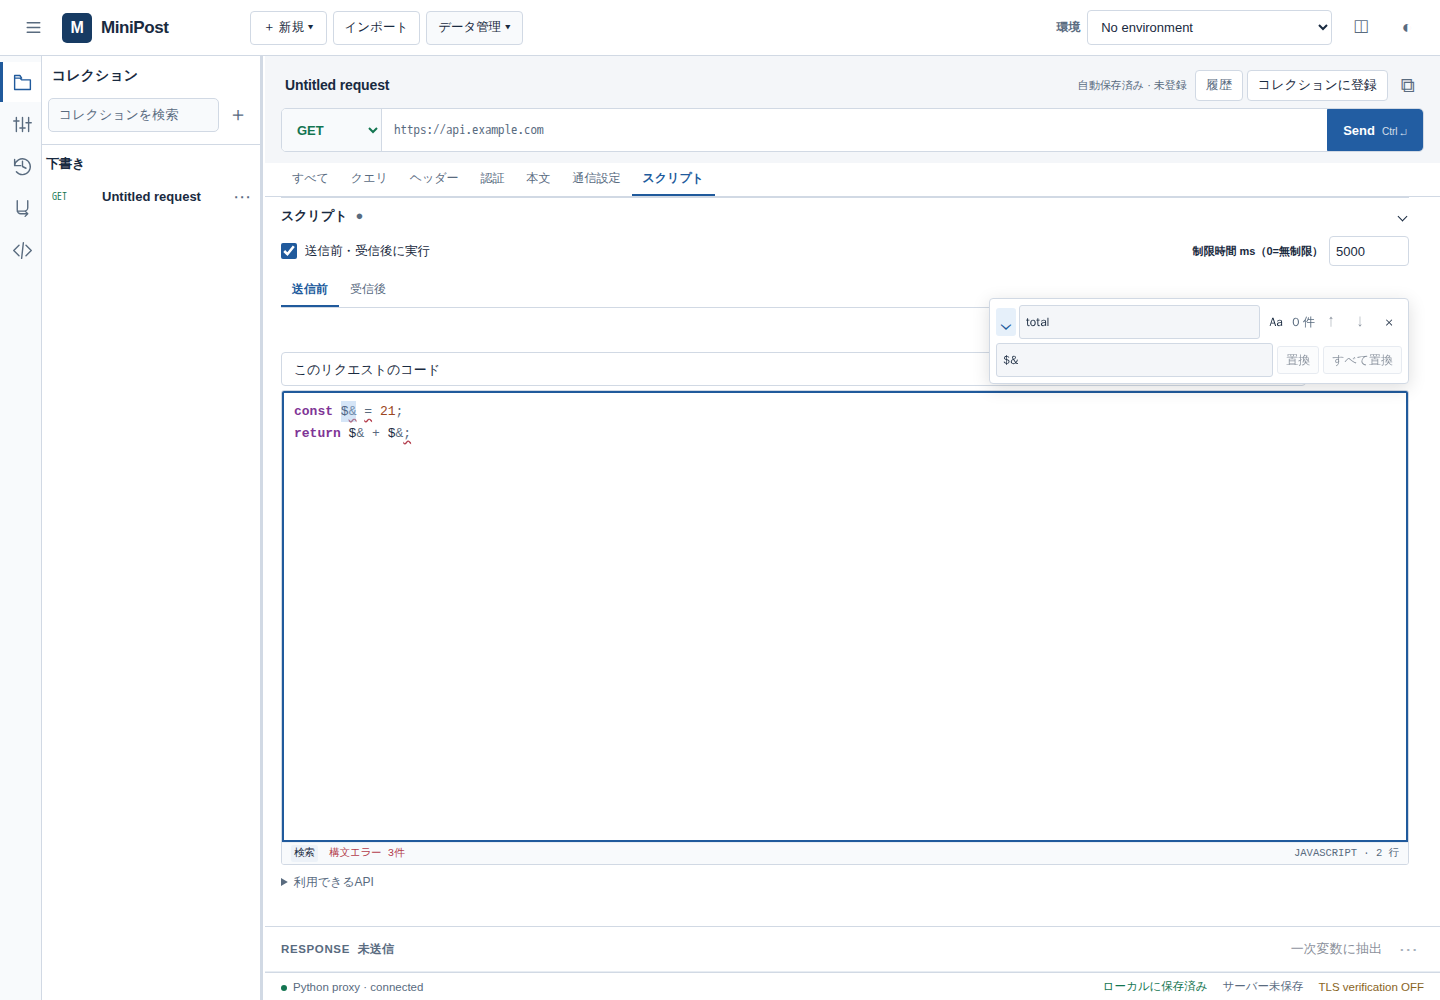 M MiniPost ＋ 新規 ▾ インポート データ管理 ▾ 環境 No environment
コレクション
コレクションを検索 ＋
下書き
GET Untitled request ···
Untitled request 自動保存済み · 未登録 履歴 コレクションに登録
GET https://api.example.com Send Ctrl ↵
すべて クエリ ヘッダー 認証 本文 通信設定 スクリプト
スクリプト ●
送信前・受信後に実行 制限時間 ms（0=無制限） 5000
送信前 受信後
total Aa 0 件 ↑ ↓ ×
$& 置換 すべて置換
このリクエストのコード
const $& = 21;
return $& + $&;
検索 構文エラー 3件 JAVASCRIPT · 2 行
▶ 利用できるAPI
RESPONSE 未送信 一次変数に抽出 ···
● Python proxy · connected ローカルに保存済み サーバー未保存 TLS verification OFF